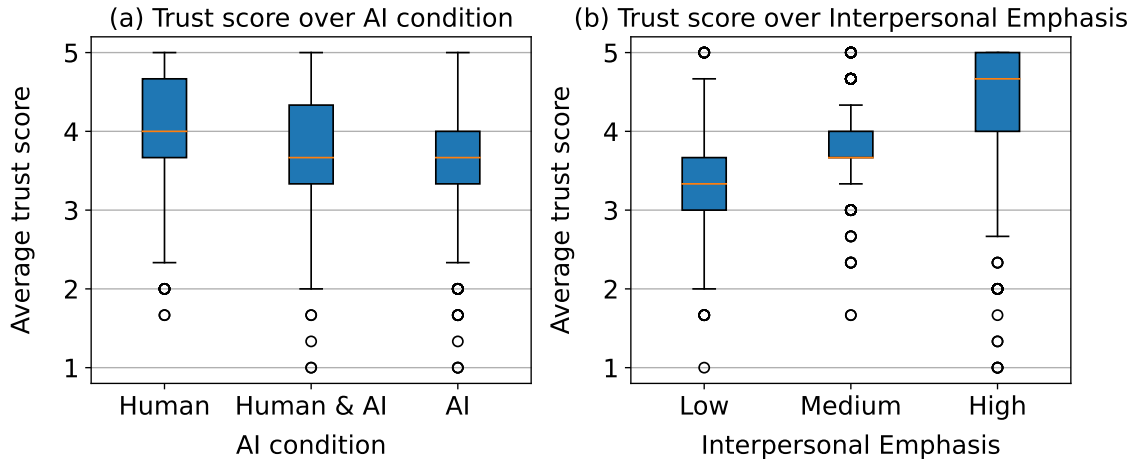 (a) Trust score over AI condition
Average trust score
5
4
3
2
1
Human Human & AI AI
AI condition
(b) Trust score over Interpersonal Emphasis
Average trust score
5
4
3
2
1
Low Medium High
Interpersonal Emphasis